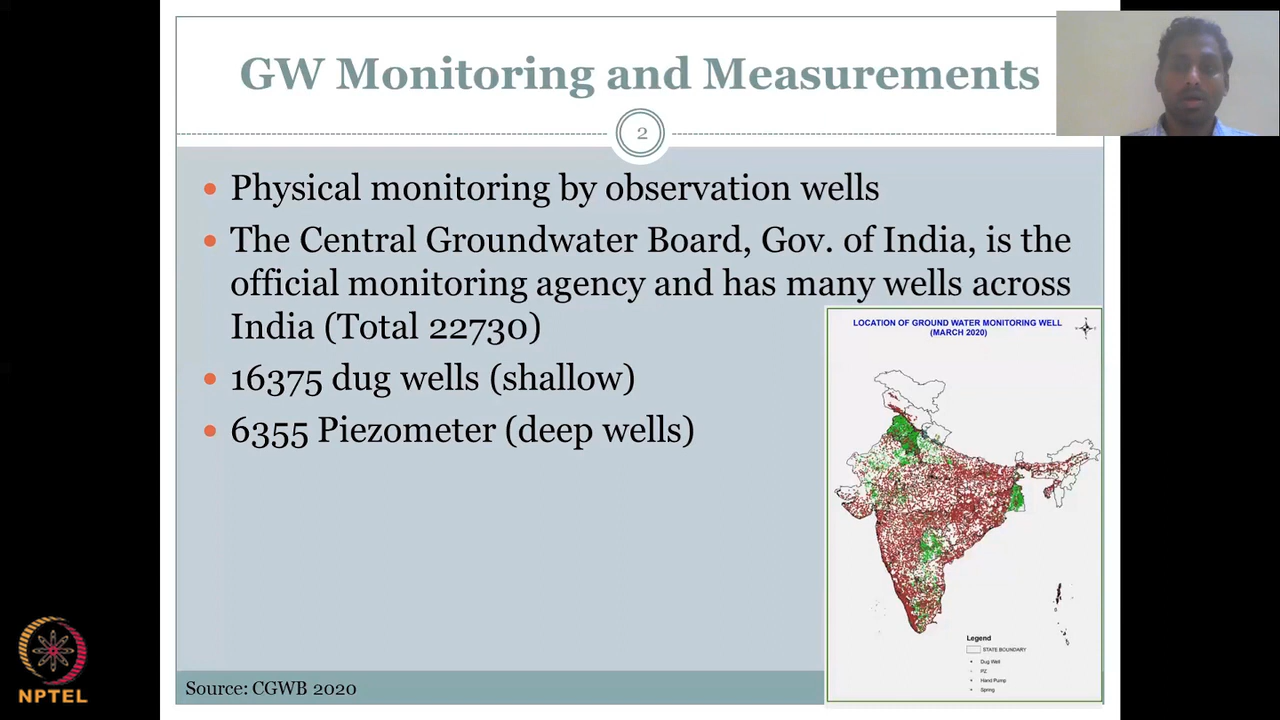 GW Monitoring and Measurements
2
• Physical monitoring by observation wells
• The Central Groundwater Board, Gov. of India, is the
official monitoring agency and has many wells across
India (Total 22730)
• 16375 dug wells (shallow)
• 6355 Piezometer (deep wells)
LOCATION OF GROUND WATER MONITORING WELL
(MARCH 2020)
Legend
STATE BOUNDARY
Dug Well
PZ
Hand Pump
Spring
Source: CGWB 2020
NPTEL